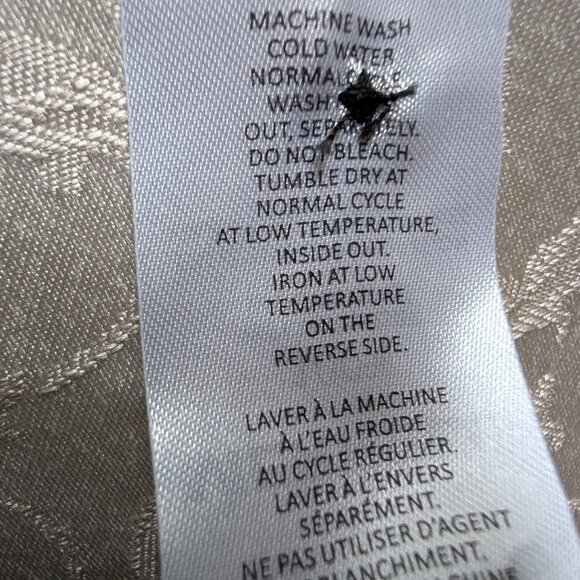 MACHINE WASH
COLD WATER
NORMAL
WASH
OUT, SEPARATELY.
DO NOT BLEACH.
TUMBLE DRY AT
NORMAL CYCLE
AT LOW TEMPERATURE,
INSIDE OUT.
IRON AT LOW
TEMPERATURE
ON THE
REVERSE SIDE.
LAVER À LA MACHINE
À L'EAU FROIDE
AU CYCLE RÉGULIER.
LAVER À L'ENVERS
SÉPARÉMENT.
NE PAS UTILISER D'AGENT
BLANCHIMENT.